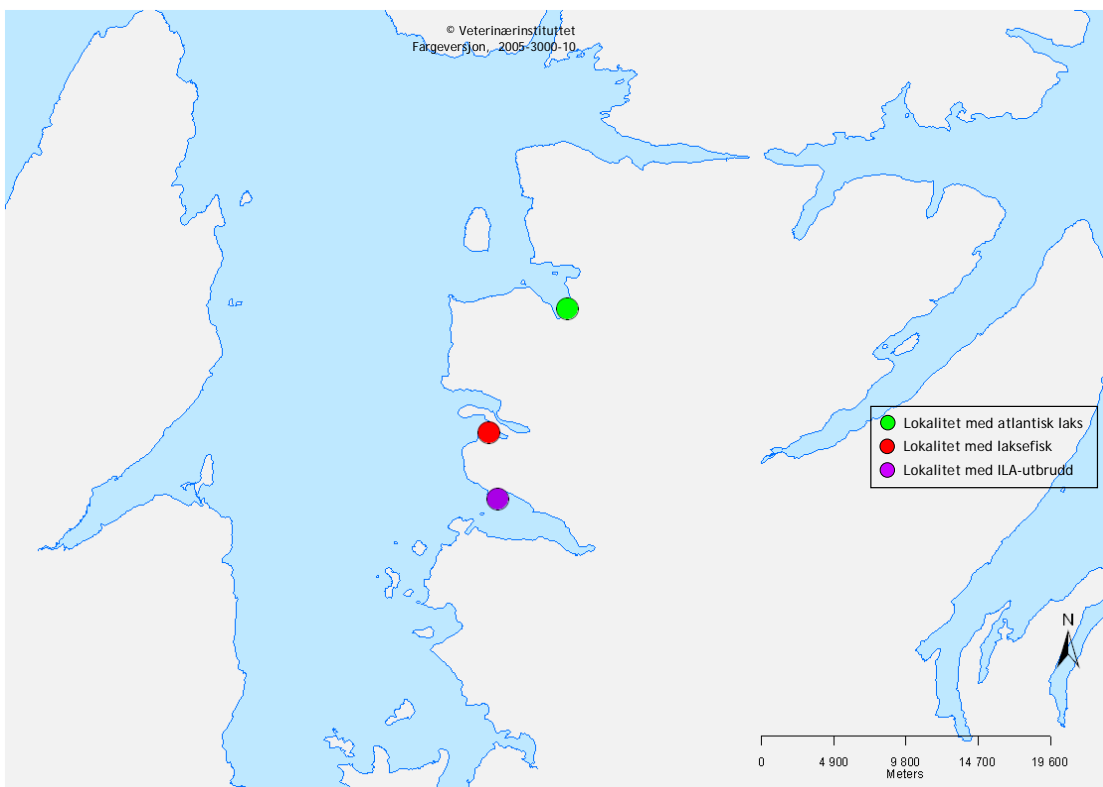 © Veterinærinstituttet
Fargeversjon, 2005-3000-10
Lokalitet med atlantisk laks
Lokalitet med laksefisk
Lokalitet med ILA-utbrudd
N
0 4 900 9 800 14 700 19 600
Meters